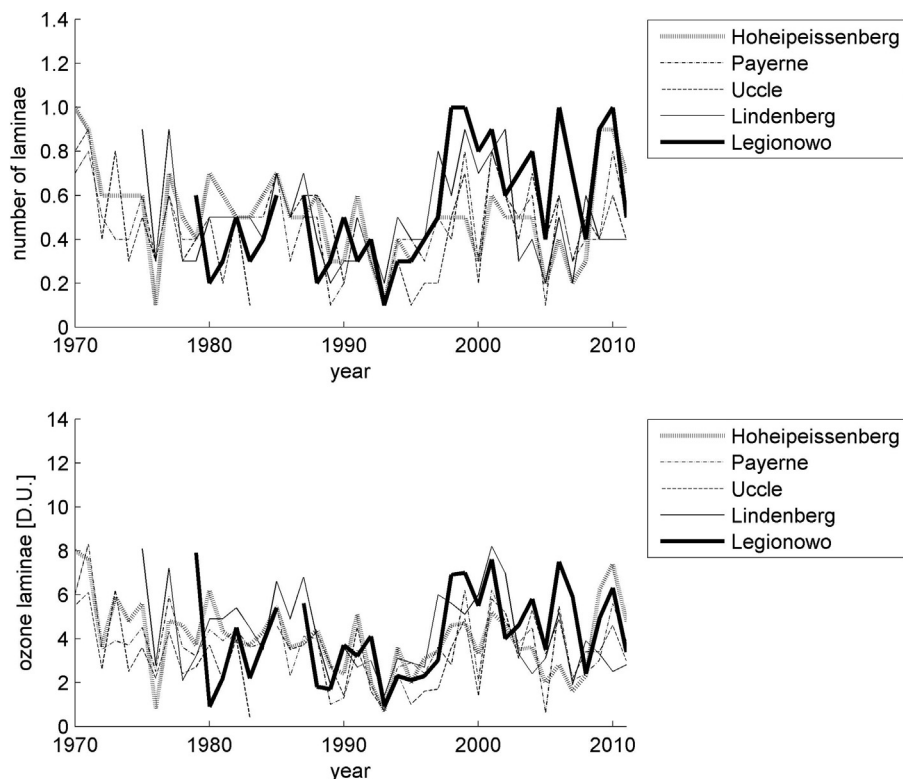 1.4
1.2
1.0
0.8
0.6
0.4
0.2
0
number of laminae
1970 1980 1990 2000 2010
year
Hoheipeissenberg
Payerne
Uccle
Lindenberg
Legionowo
14
12
10
8
6
4
2
0
ozone laminae [D.U.]
1970 1980 1990 2000 2010
year
Hoheipeissenberg
Payerne
Uccle
Lindenberg
Legionowo